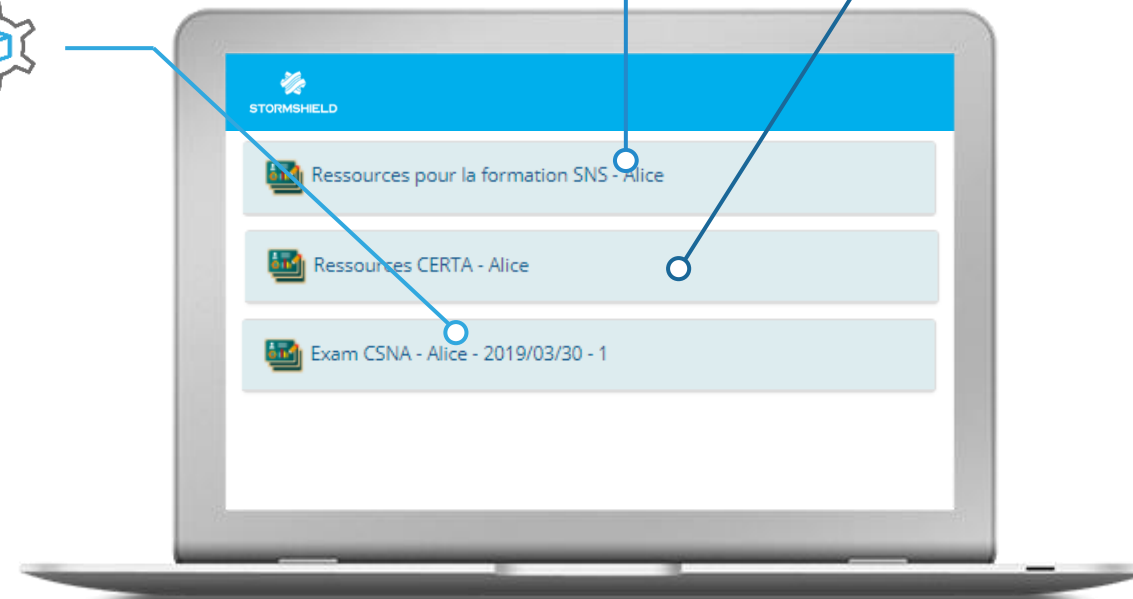 STORMSHIELD
Ressources pour la formation SNS - Alice
Ressources CERTA - Alice
Exam CSNA - Alice - 2019/03/30 - 1